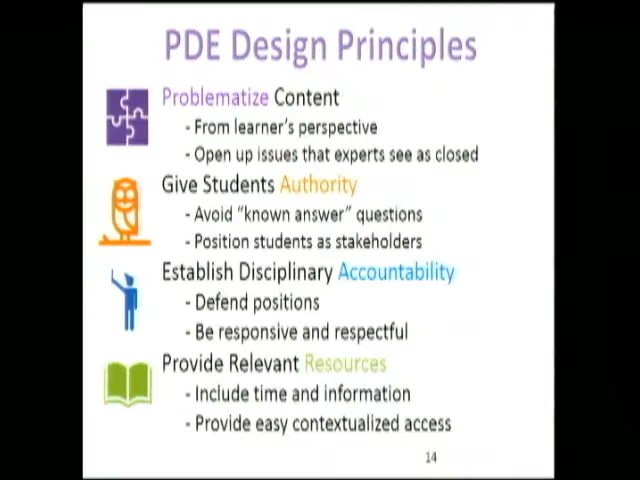 PDE Design Principles
Problematize Content
- From learner's perspective
- Open up issues that experts see as closed
Give Students Authority
- Avoid "known answer" questions
- Position students as stakeholders
Establish Disciplinary Accountability
- Defend positions
- Be responsive and respectful
Provide Relevant Resources
- Include time and information
- Provide easy contextualized access
14